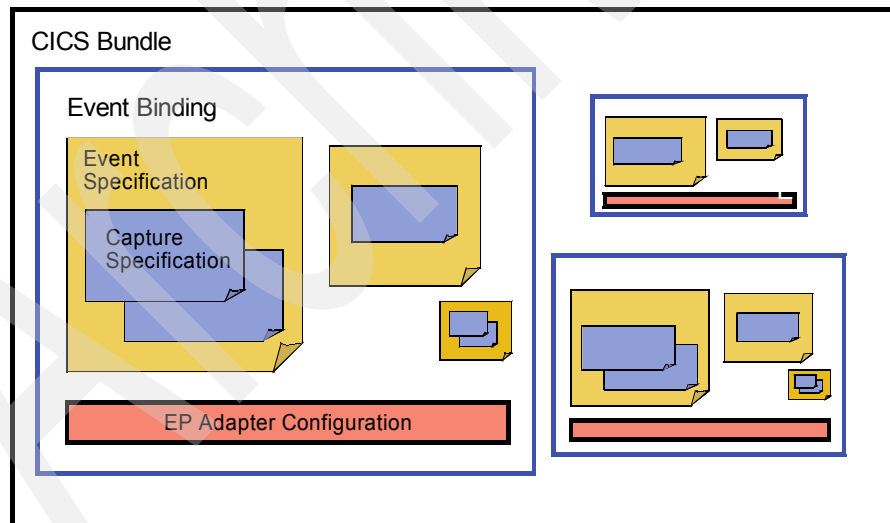 CICS Bundle
Event Binding
Event
Specification
Capture
Specification
EP Adapter Configuration